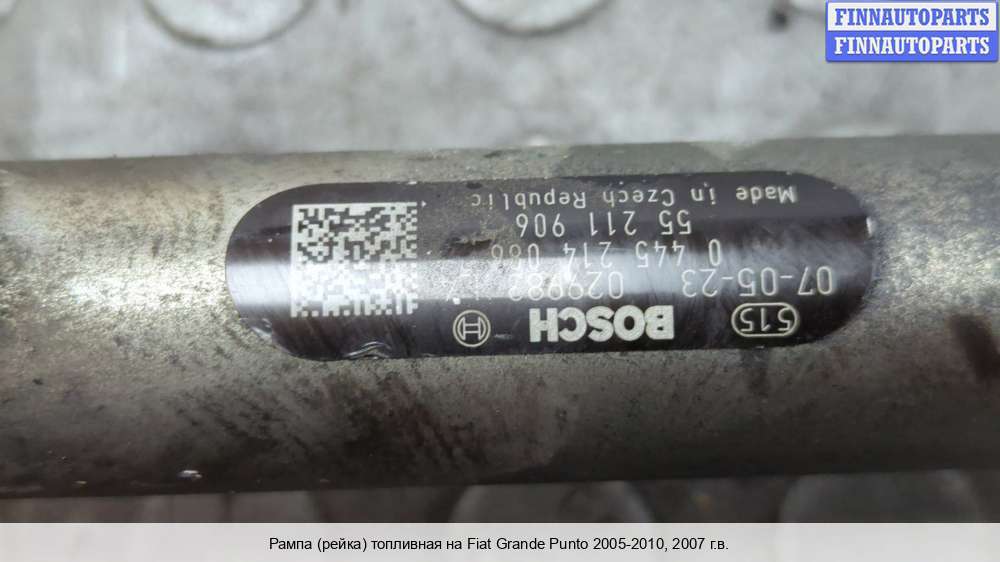 FINNAUTOPARTS
FINNAUTOPARTS
515 BOSCH
07-05-23
0 445 214 086
55 211 906
Made in Czech Republic
Рампа (рейка) топливная на Fiat Grande Punto 2005-2010, 2007 г.в.